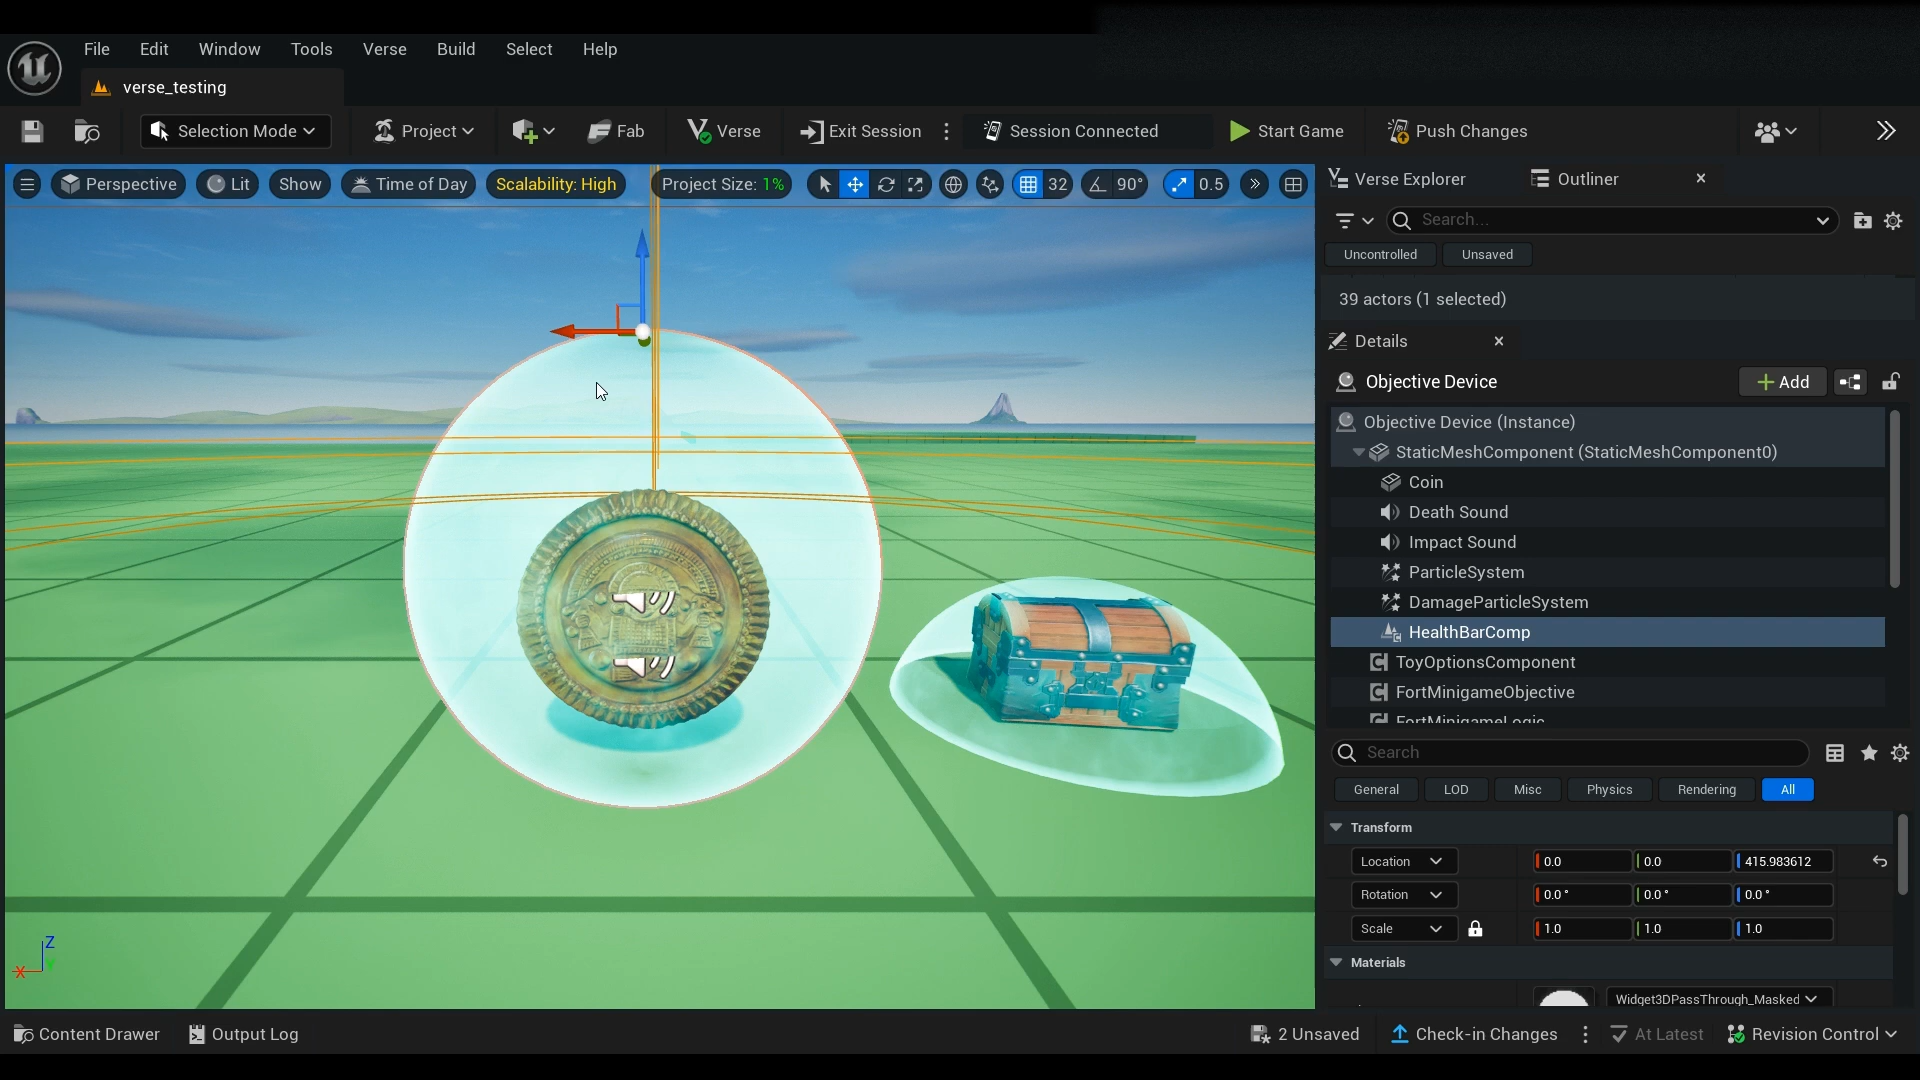 File Edit Window Tools Verse Build Select Help
verse_testing
Selection Mode Project Fab Verse Exit Session Session Connected Start Game Push Changes
Perspective Lit Show Time of Day Scalability: High Project Size: 1% 32 90° 0.5
Verse Explorer Outliner
Search...
Uncontrolled Unsaved
39 actors (1 selected)
Details
Objective Device Add
Objective Device (Instance)
StaticMeshComponent (StaticMeshComponent0)
Coin
Death Sound
Impact Sound
ParticleSystem
DamageParticleSystem
HealthBarComp
ToyOptionsComponent
FortMinigameObjective
FortMinigameLogic
Search
General LOD Misc Physics Rendering All
Transform
Location 0.0 0.0 415.983612
Rotation 0.0° 0.0° 0.0°
Scale 1.0 1.0 1.0
Materials
Widget3DPassThrough_Masked
Z
X
Y
Content Drawer Output Log 2 Unsaved Check-in Changes At Latest Revision Control